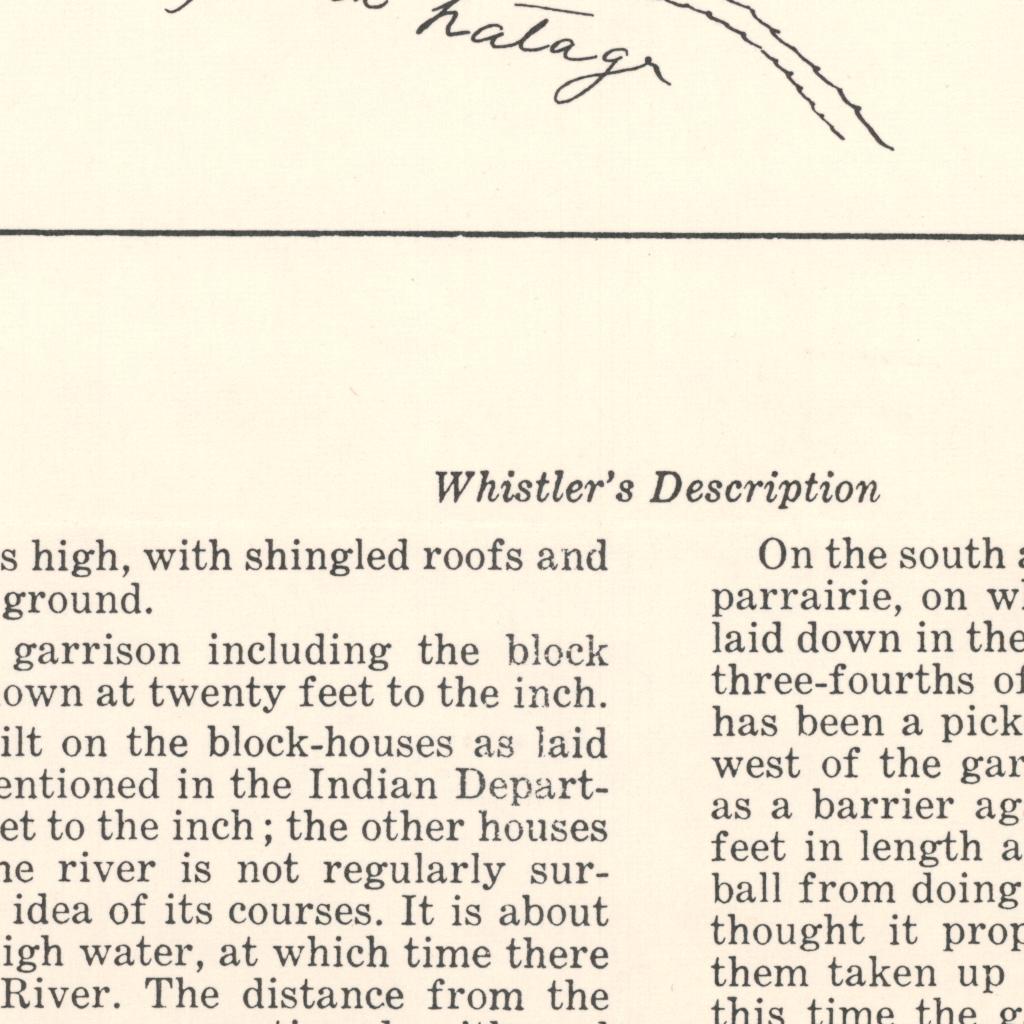 hatagr
Whistler's Description
s high, with shingled roofs and
ground.
garrison including the block
own at twenty feet to the inch.
ilt on the block-houses as laid
entioned in the Indian Depart-
et to the inch; the other houses
he river is not regularly sur-
idea of its courses. It is about
igh water, at which time there
River. The distance from the
On the south a
parrairie, on w
laid down in the
three-fourths of
has been a pick
west of the gar
as a barrier ag
feet in length a
ball from doing
thought it prop
them taken up
this time the g